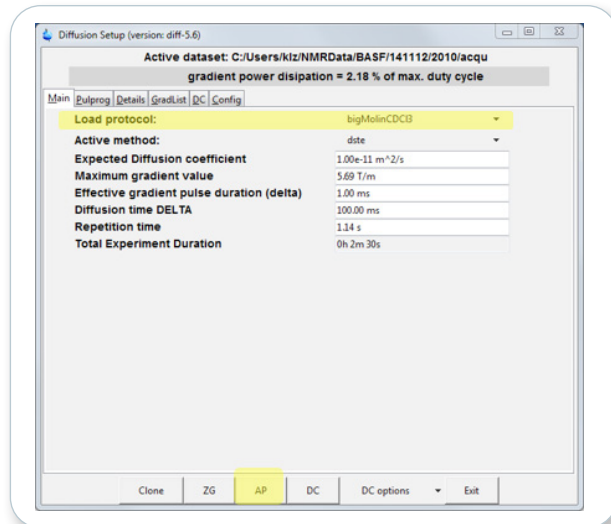 Diffusion Setup (version: diff-5.6)
Active dataset: C:/Users/klz/NMRData/BASF/141112/2010/acqu
gradient power disipation = 2.18 % of max. duty cycle
Main Pulprog Details GradList DC Config
Load protocol: bigMolinCDCl3
Active method: dste
Expected Diffusion coefficient 1.00e-11 m^2/s
Maximum gradient value 5.69 T/m
Effective gradient pulse duration (delta) 1.00 ms
Diffusion time DELTA 100.00 ms
Repetition time 1.14 s
Total Experiment Duration 0h 2m 30s
Clone ZG AP DC DC options Exit